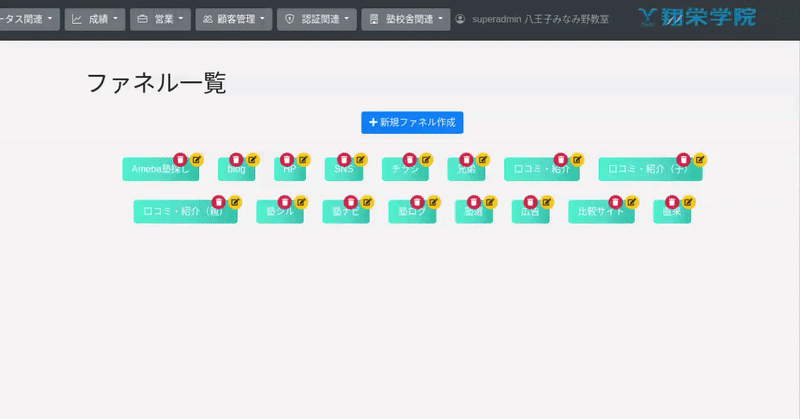 ータス関連 成績 営業 顧客管理 認証関連 塾校舎関連 superadmin 八王子みなみ野教室 翔栄学院
ファネル一覧
新規ファネル作成
Ameba塾探し blog HP SNS チラシ 兄弟 口コミ・紹介 口コミ・紹介（子）
口コミ・紹介（親） 塾シル 塾ナビ 塾ログ 塾選 広告 比較サイト 直来